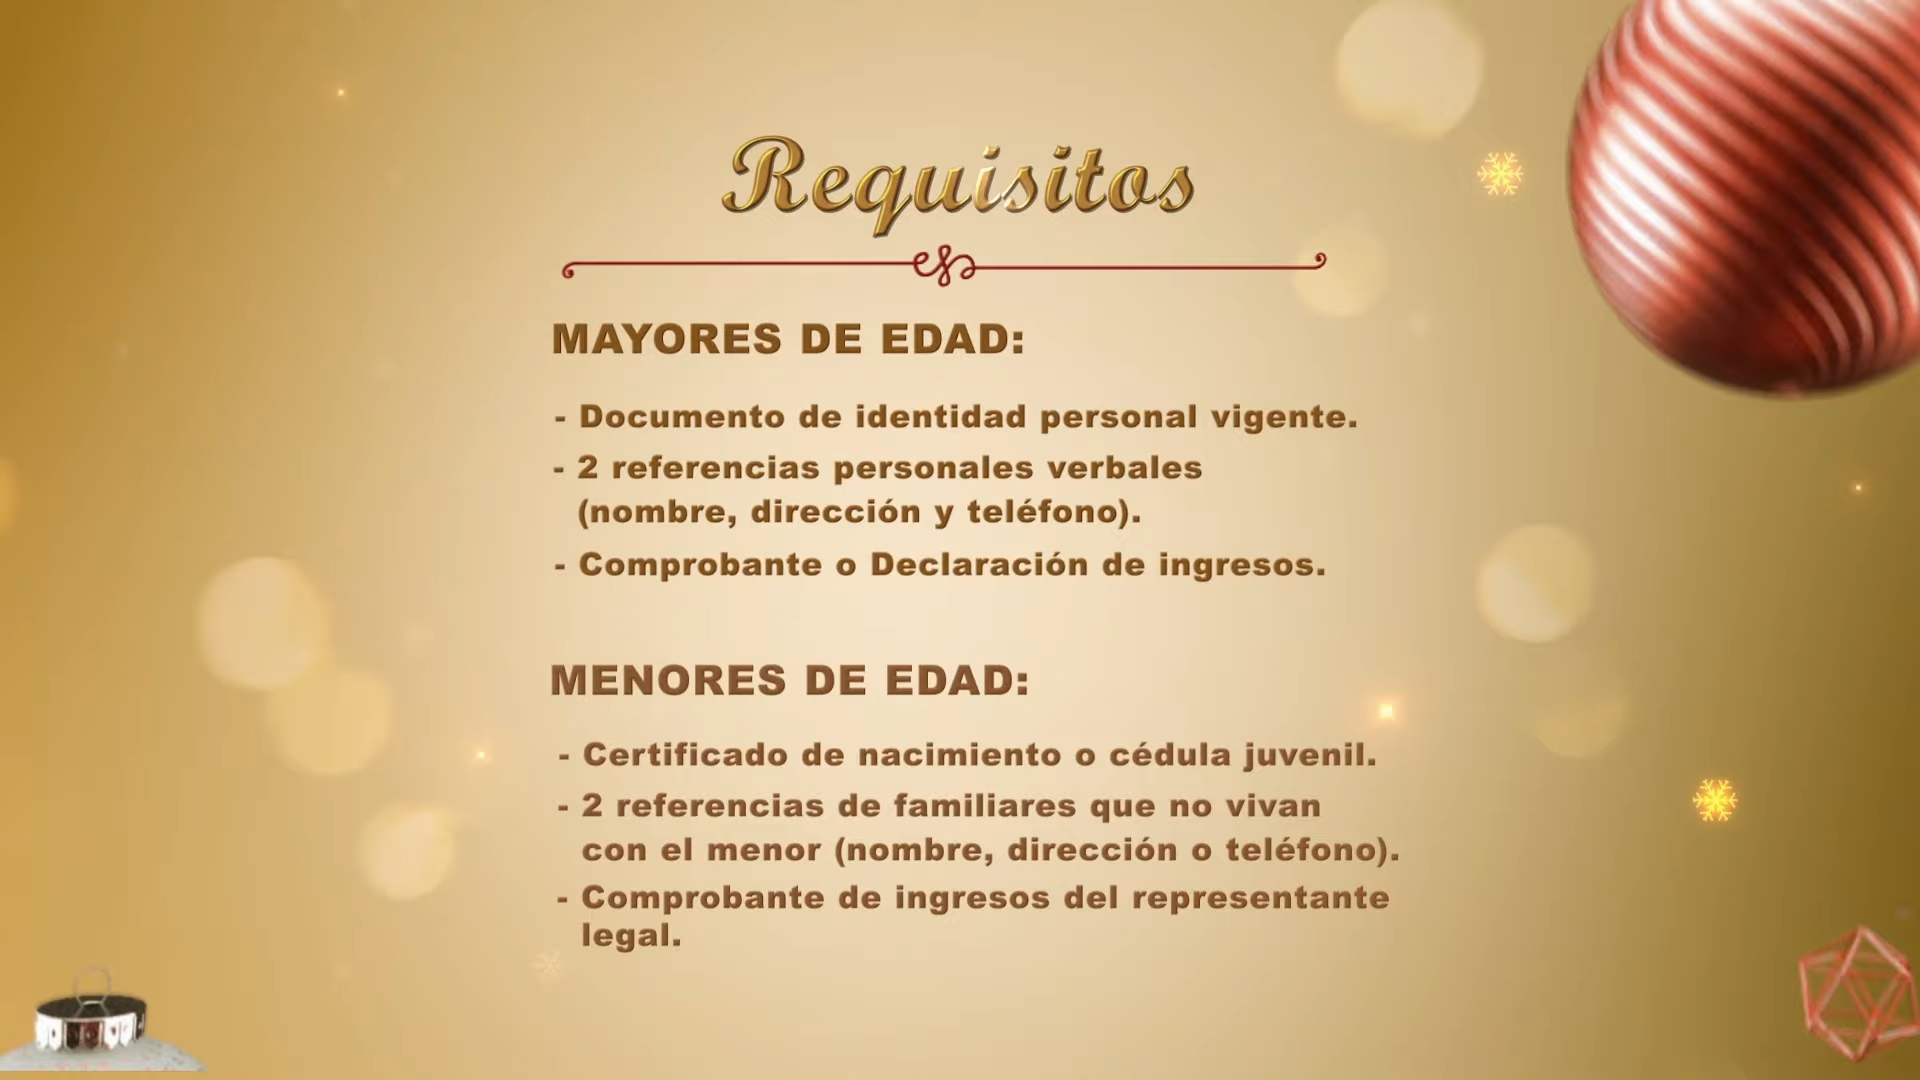 Requisitos
MAYORES DE EDAD:
- Documento de identidad personal vigente.
- 2 referencias personales verbales
(nombre, dirección y teléfono).
- Comprobante o Declaración de ingresos.
MENORES DE EDAD:
- Certificado de nacimiento o cédula juvenil.
- 2 referencias de familiares que no vivan
con el menor (nombre, dirección o teléfono).
- Comprobante de ingresos del representante
legal.